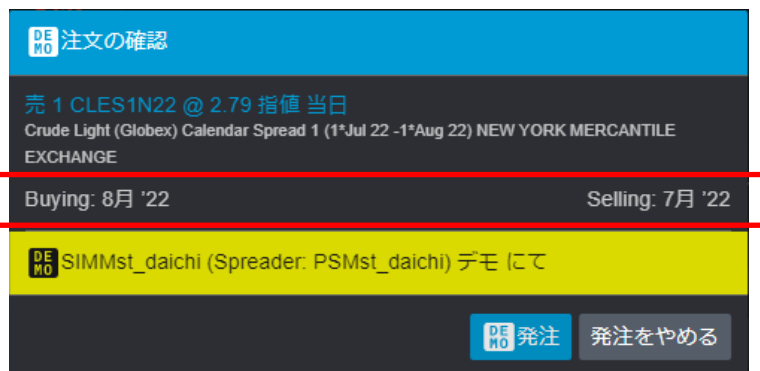 DEMO 注文の確認
売 1 CLES1N22 @ 2.79 指値 当日
Crude Light (Globex) Calendar Spread 1 (1*Jul 22 -1*Aug 22) NEW YORK MERCANTILE
EXCHANGE
Buying: 8月 '22 Selling: 7月 '22
DEMO SIMMst_daichi (Spreader: PSMst_daichi) デモ にて
DEMO 発注 発注をやめる